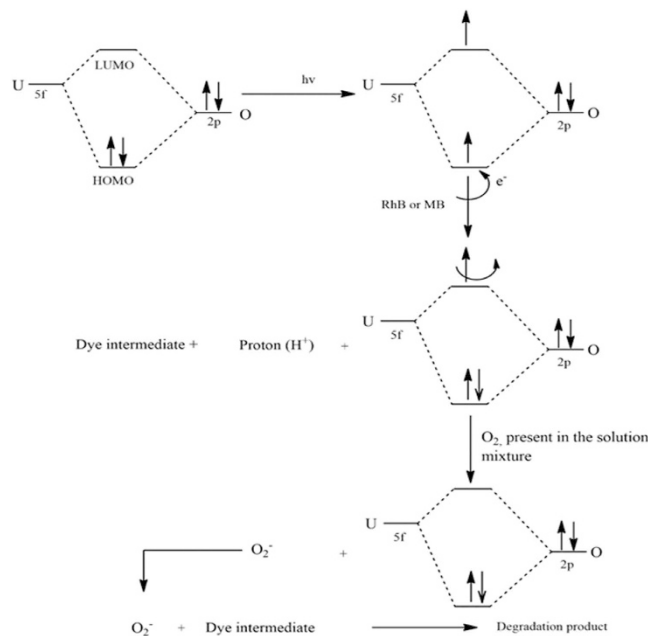 LUMO
U
5f
2p
O
HOMO
hv
U
5f
2p
O
e-
RhB or MB
Dye intermediate + Proton (H+) +
U
5f
2p
O
O2, present in the solution
mixture
U
5f
2p
O
O2- +
O2- + Dye intermediate Degradation product